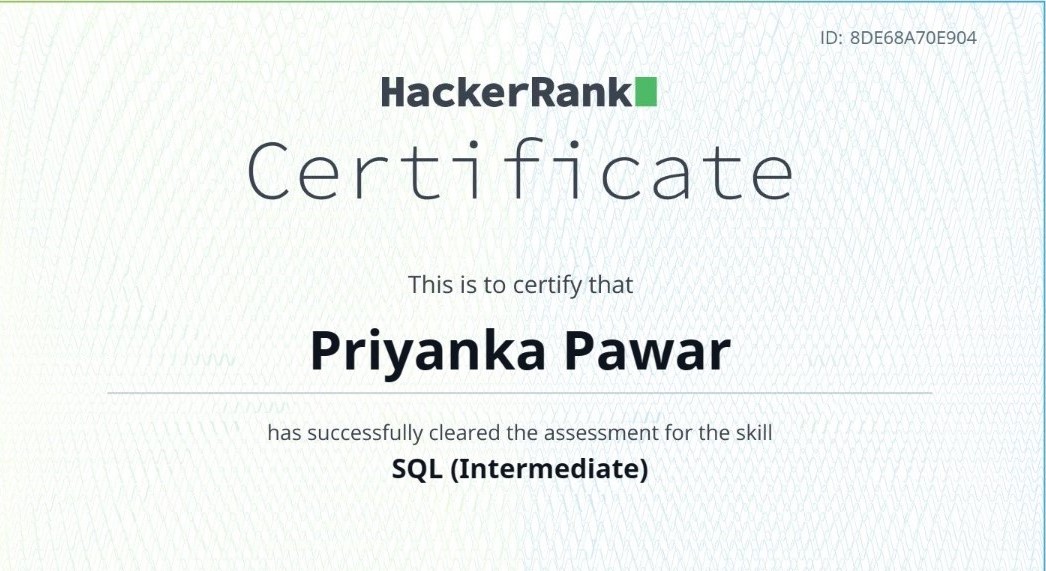 ID: 8DE68A70E904
HackerRank
Certificate
This is to certify that
Priyanka Pawar
has successfully cleared the assessment for the skill
SQL (Intermediate)